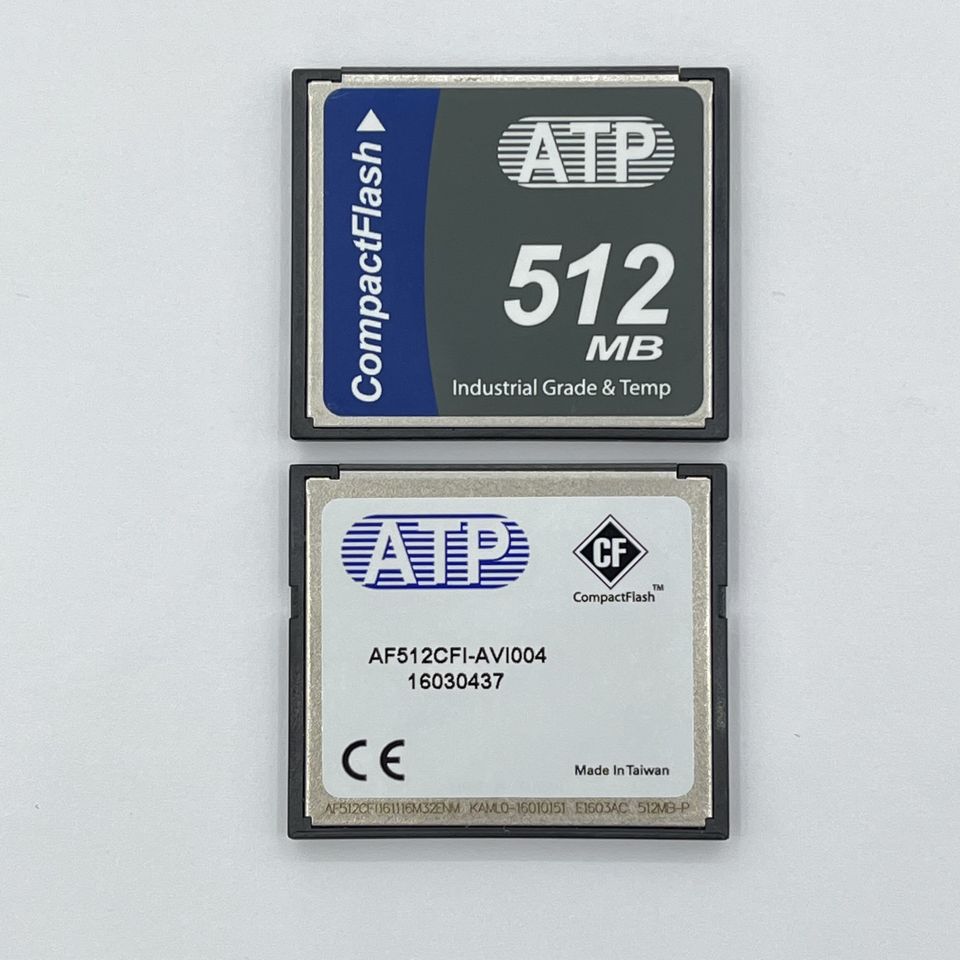 CompactFlash
ATP
512
MB
Industrial Grade & Temp
ATP
CF
CompactFlash™
AF512CFI-AVI004
16030437
CE
Made In Taiwan
AF512CFI161116M32ENM KAML0-16010151 E1603AC 512MB-P